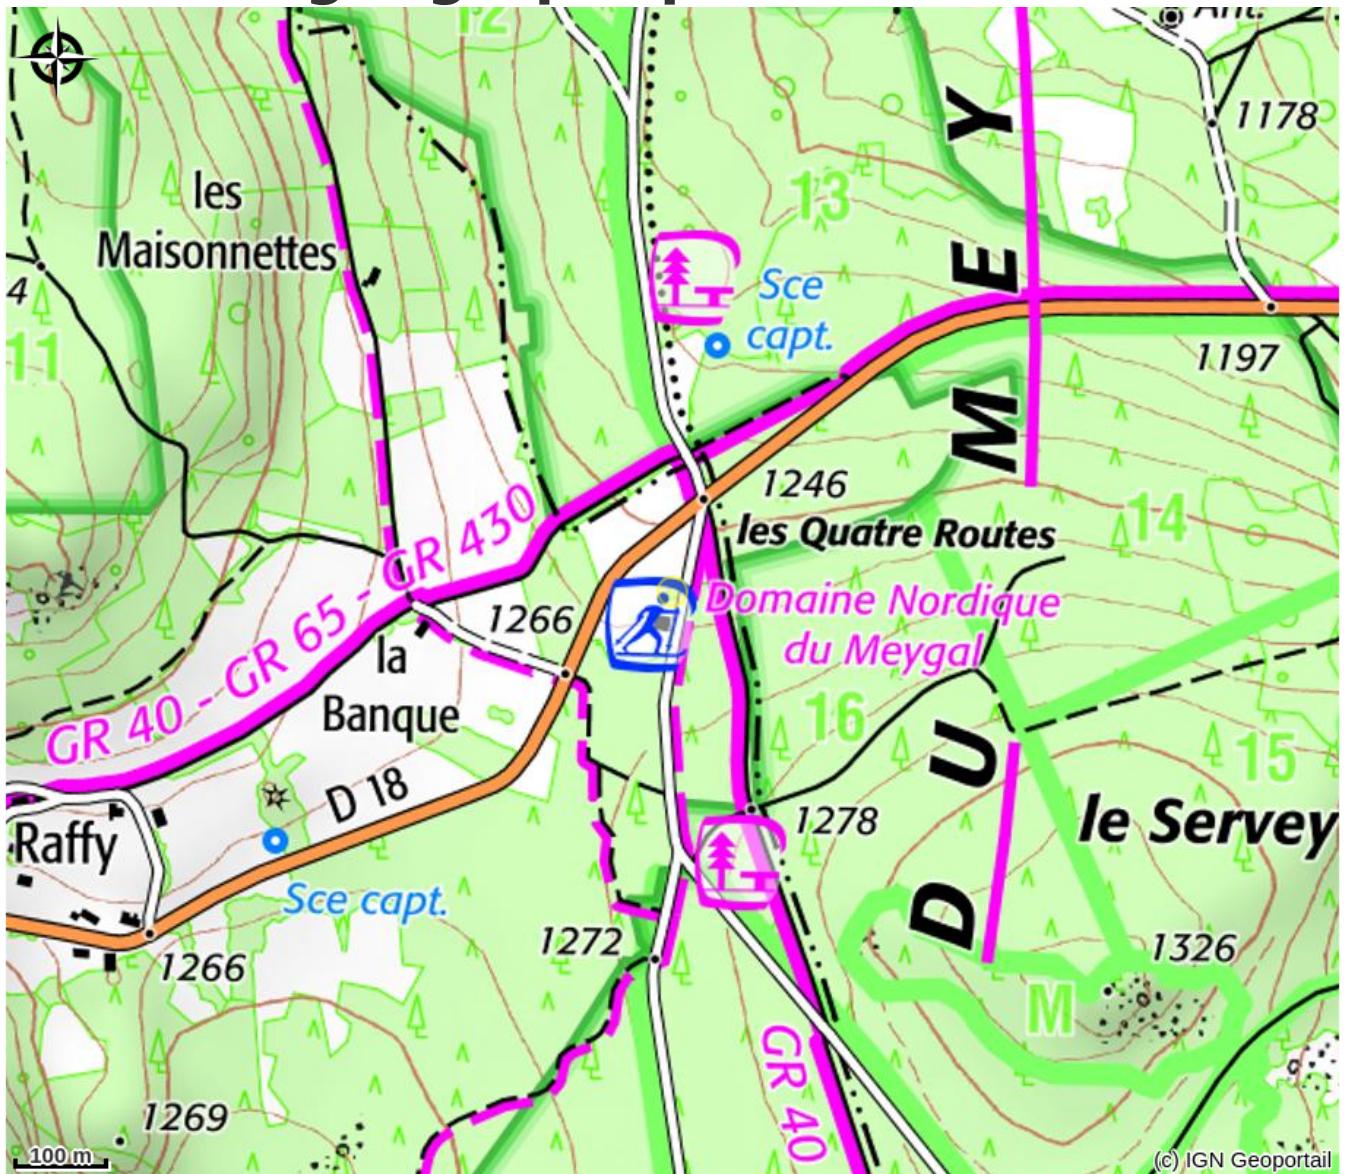 12
Ant.
1178
les
Maisonnettes
13
Sce
capt.
4
11
1197
M E Y
GR 40 - GR 65 - GR 430
1246
les Quatre Routes
14
1266
Domaine Nordique
du Meygal
la
Banque
16
D U
15
D 18
Raffy
1278
le Servey
Sce capt.
1272
1266
1326
M
GR 40
1269
100 m
(c) IGN Geoportail